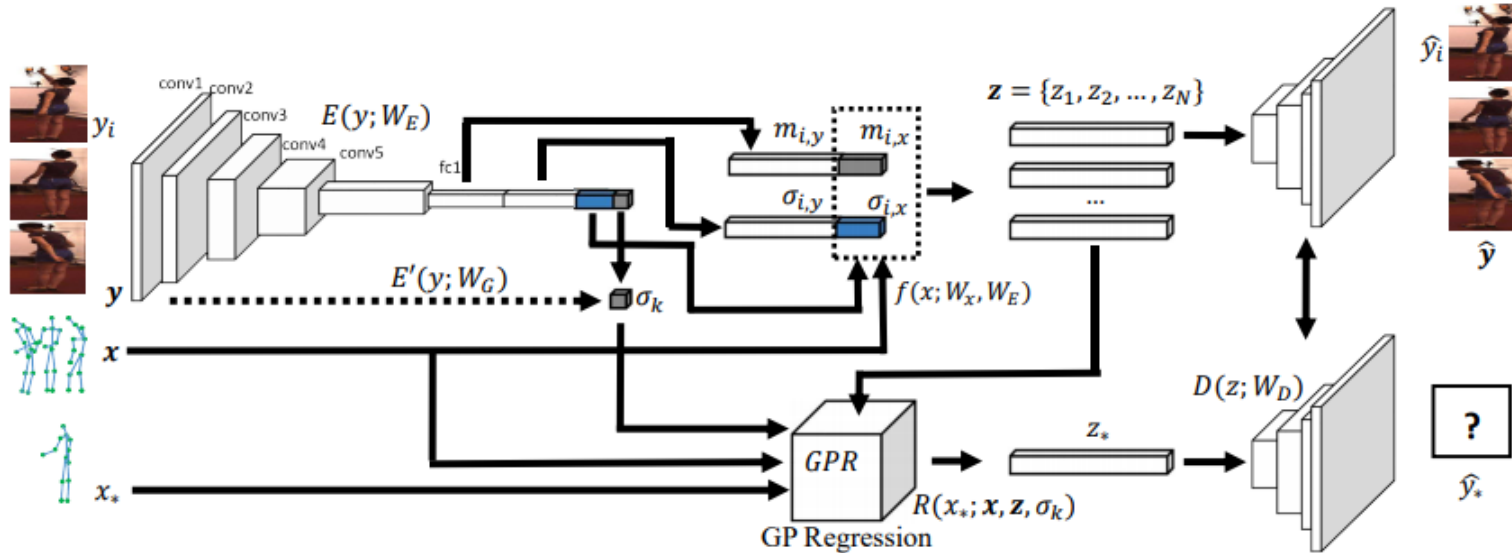 conv1
conv2
conv3
conv4
conv5
fc1
y_i
E(y; W_E)
m_{i,y}
m_{i,x}
σ_{i,y}
σ_{i,x}
z = {z_1, z_2, ..., z_N}
...
ŷ_i
ŷ
y
E′(y; W_G)
σ_k
f(x; W_x, W_E)
x
D(z; W_D)
x_*
GPR
z_*
?
R(x_*; x, z, σ_k)
ŷ_*
GP Regression